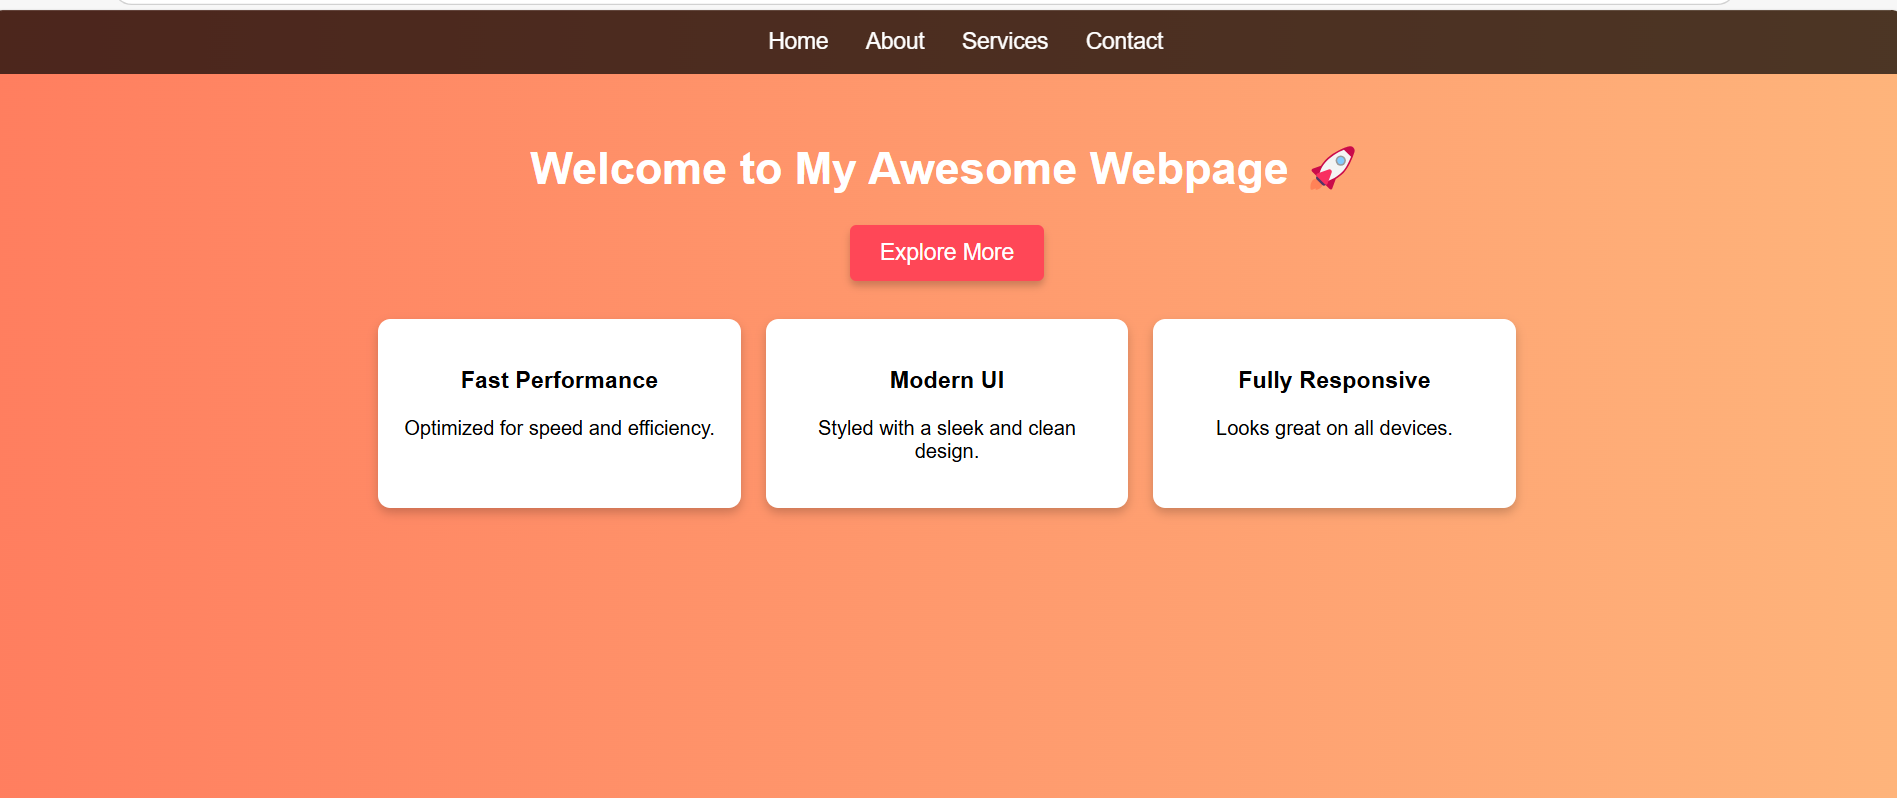 Home About Services Contact
Welcome to My Awesome Webpage 🚀
Explore More
Fast Performance
Optimized for speed and efficiency.
Modern UI
Styled with a sleek and clean
design.
Fully Responsive
Looks great on all devices.